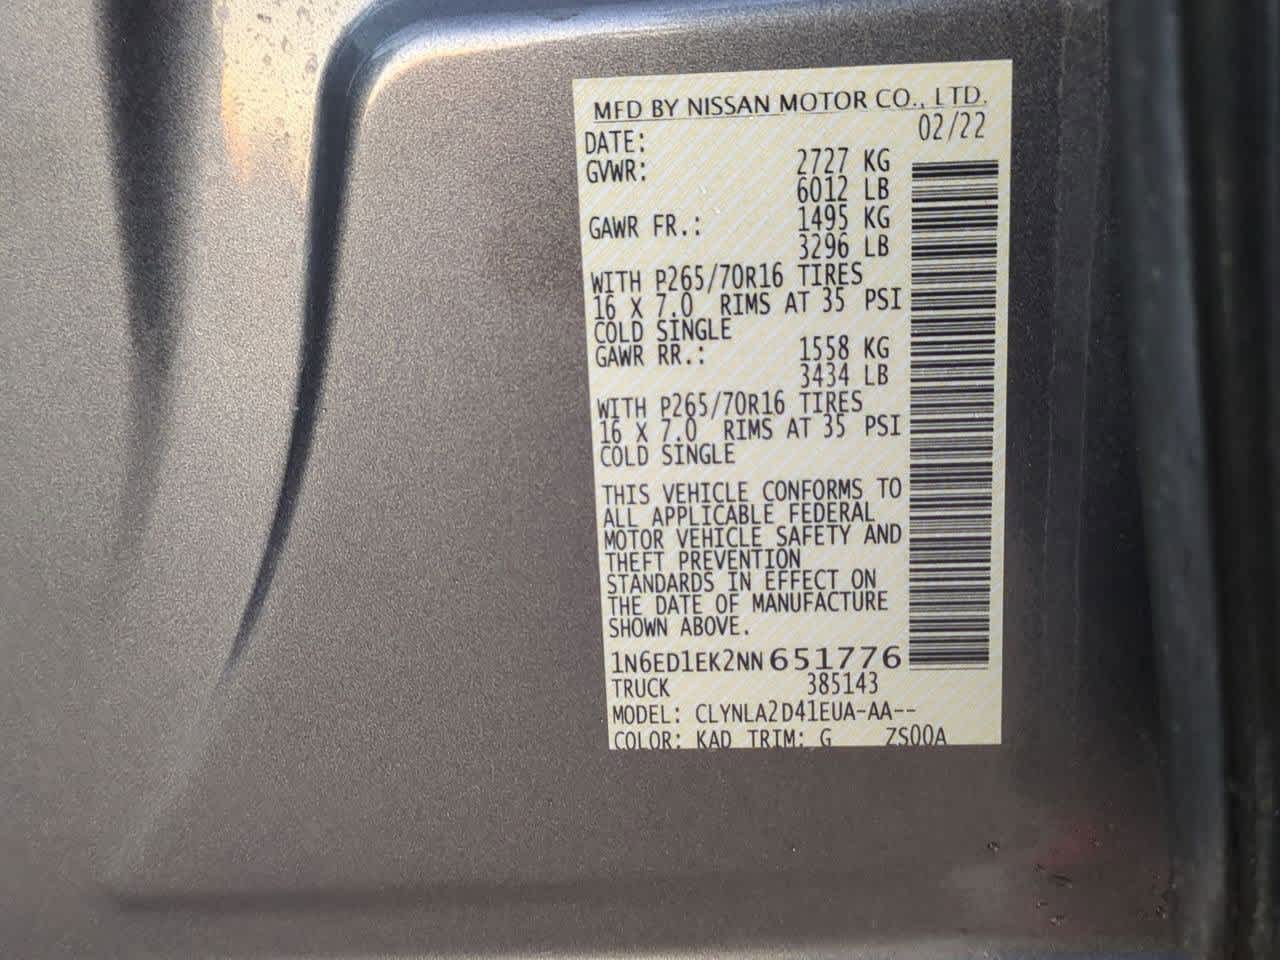 MFD BY NISSAN MOTOR CO., LTD.
DATE: 02/22
GVWR: 2727 KG
6012 LB
GAWR FR.: 1495 KG
3296 LB
WITH P265/70R16 TIRES
16 X 7.0 RIMS AT 35 PSI
COLD SINGLE
GAWR RR.: 1558 KG
3434 LB
WITH P265/70R16 TIRES
16 X 7.0 RIMS AT 35 PSI
COLD SINGLE
THIS VEHICLE CONFORMS TO
ALL APPLICABLE FEDERAL
MOTOR VEHICLE SAFETY AND
THEFT PREVENTION
STANDARDS IN EFFECT ON
THE DATE OF MANUFACTURE
SHOWN ABOVE.
1N6ED1EK2NN651776
TRUCK 385143
MODEL: CLYNLA2D41EUA-AA--
COLOR: KAD TRIM: G ZS00A